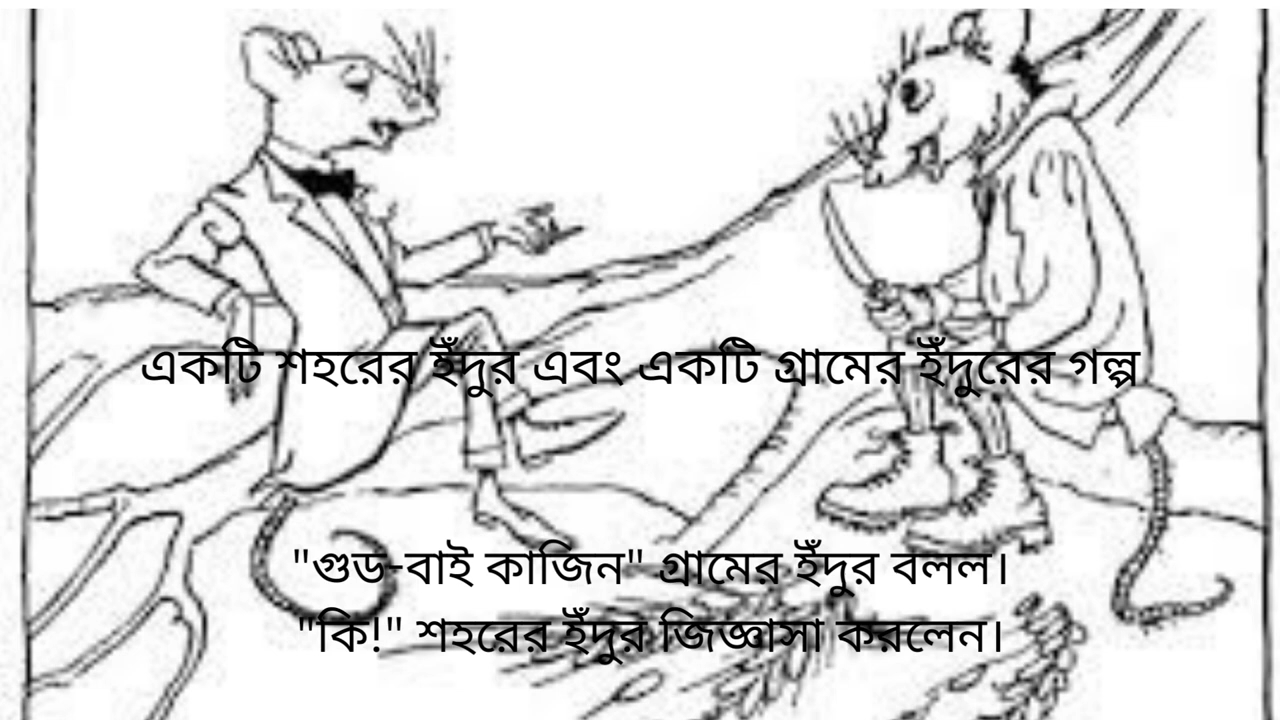 একটি শহরের ইঁদুর এবং একটি গ্রামের ইঁদুরের গল্প
"গুড-বাই কাজিন" গ্রামের ইঁদুর বলল।
"কি!" শহরের ইঁদুর জিজ্ঞাসা করলেন।